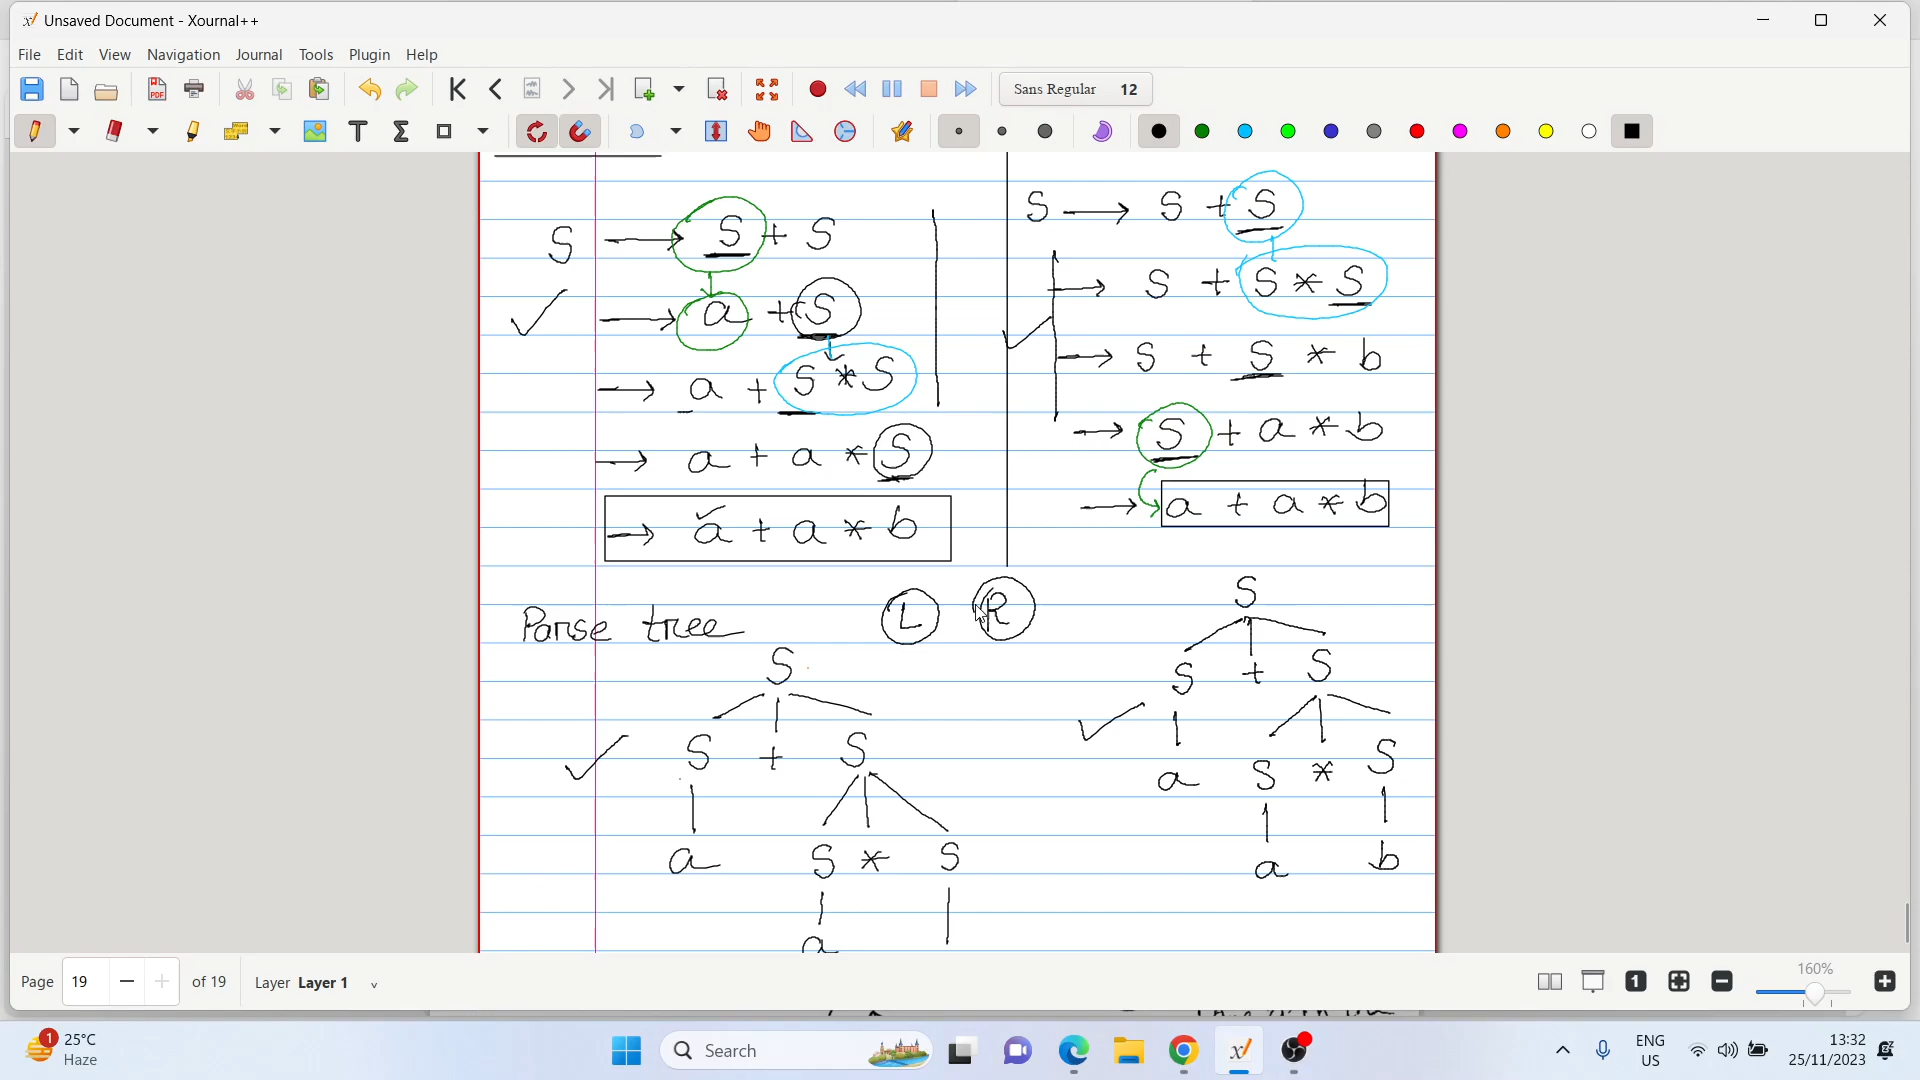 Unsaved Document - Xournal++
File Edit View Navigation Journal Tools Plugin Help
Sans Regular 12
S → S + S
→ a + S
→ a + S * S
→ a + a * S
→ a + a * b
S → S + S
→ S + S * S
→ S + S * b
→ S + a * b
→ a + a * b
Parse tree
L R
S
S + S
a S * S
a
S
S + S
a S * S
a b
Page 19 of 19 Layer Layer 1
160%
1
25°C
Haze
Search
ENG
US
13:32
25/11/2023